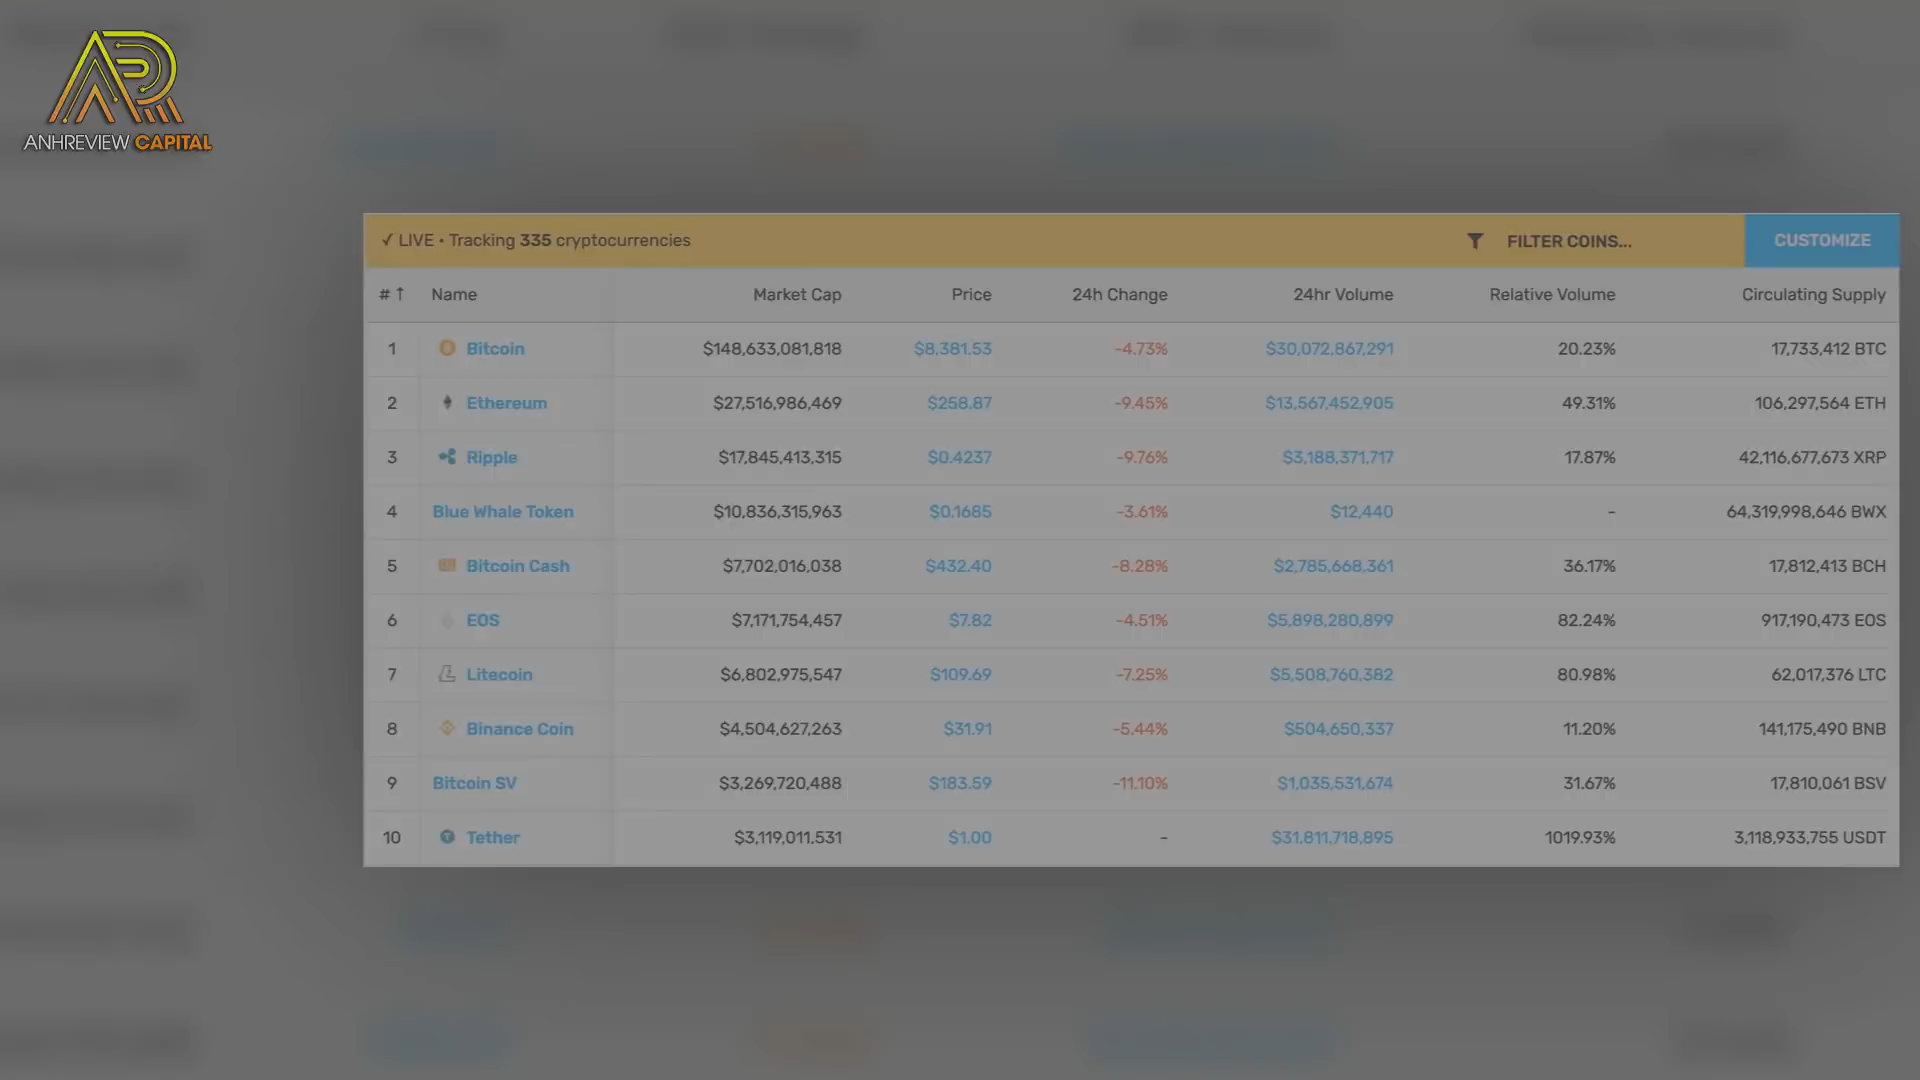 ANHREVIEW CAPITAL
✓ LIVE • Tracking 335 cryptocurrencies FILTER COINS... CUSTOMIZE
# ↑ Name Market Cap Price 24h Change 24hr Volume Relative Volume Circulating Supply
1 Bitcoin $148,633,081,818 $8,381.53 -4.73% $30,072,867,291 20.23% 17,733,412 BTC
2 Ethereum $27,516,986,469 $258.87 -9.45% $13,567,452,905 49.31% 106,297,564 ETH
3 Ripple $17,845,413,315 $0.4237 -9.76% $3,188,371,717 17.87% 42,116,677,673 XRP
4 Blue Whale Token $10,836,315,963 $0.1685 -3.61% $12,440 - 64,319,998,646 BWX
5 Bitcoin Cash $7,702,016,038 $432.40 -8.28% $2,785,668,361 36.17% 17,812,413 BCH
6 EOS $7,171,754,457 $7.82 -4.51% $5,898,280,899 82.24% 917,190,473 EOS
7 Litecoin $6,802,975,547 $109.69 -7.25% $5,508,760,382 80.98% 62,017,376 LTC
8 Binance Coin $4,504,627,263 $31.91 -5.44% $504,650,337 11.20% 141,175,490 BNB
9 Bitcoin SV $3,269,720,488 $183.59 -11.10% $1,035,531,674 31.67% 17,810,061 BSV
10 Tether $3,119,011,531 $1.00 - $31,811,718,895 1019.93% 3,118,933,755 USDT